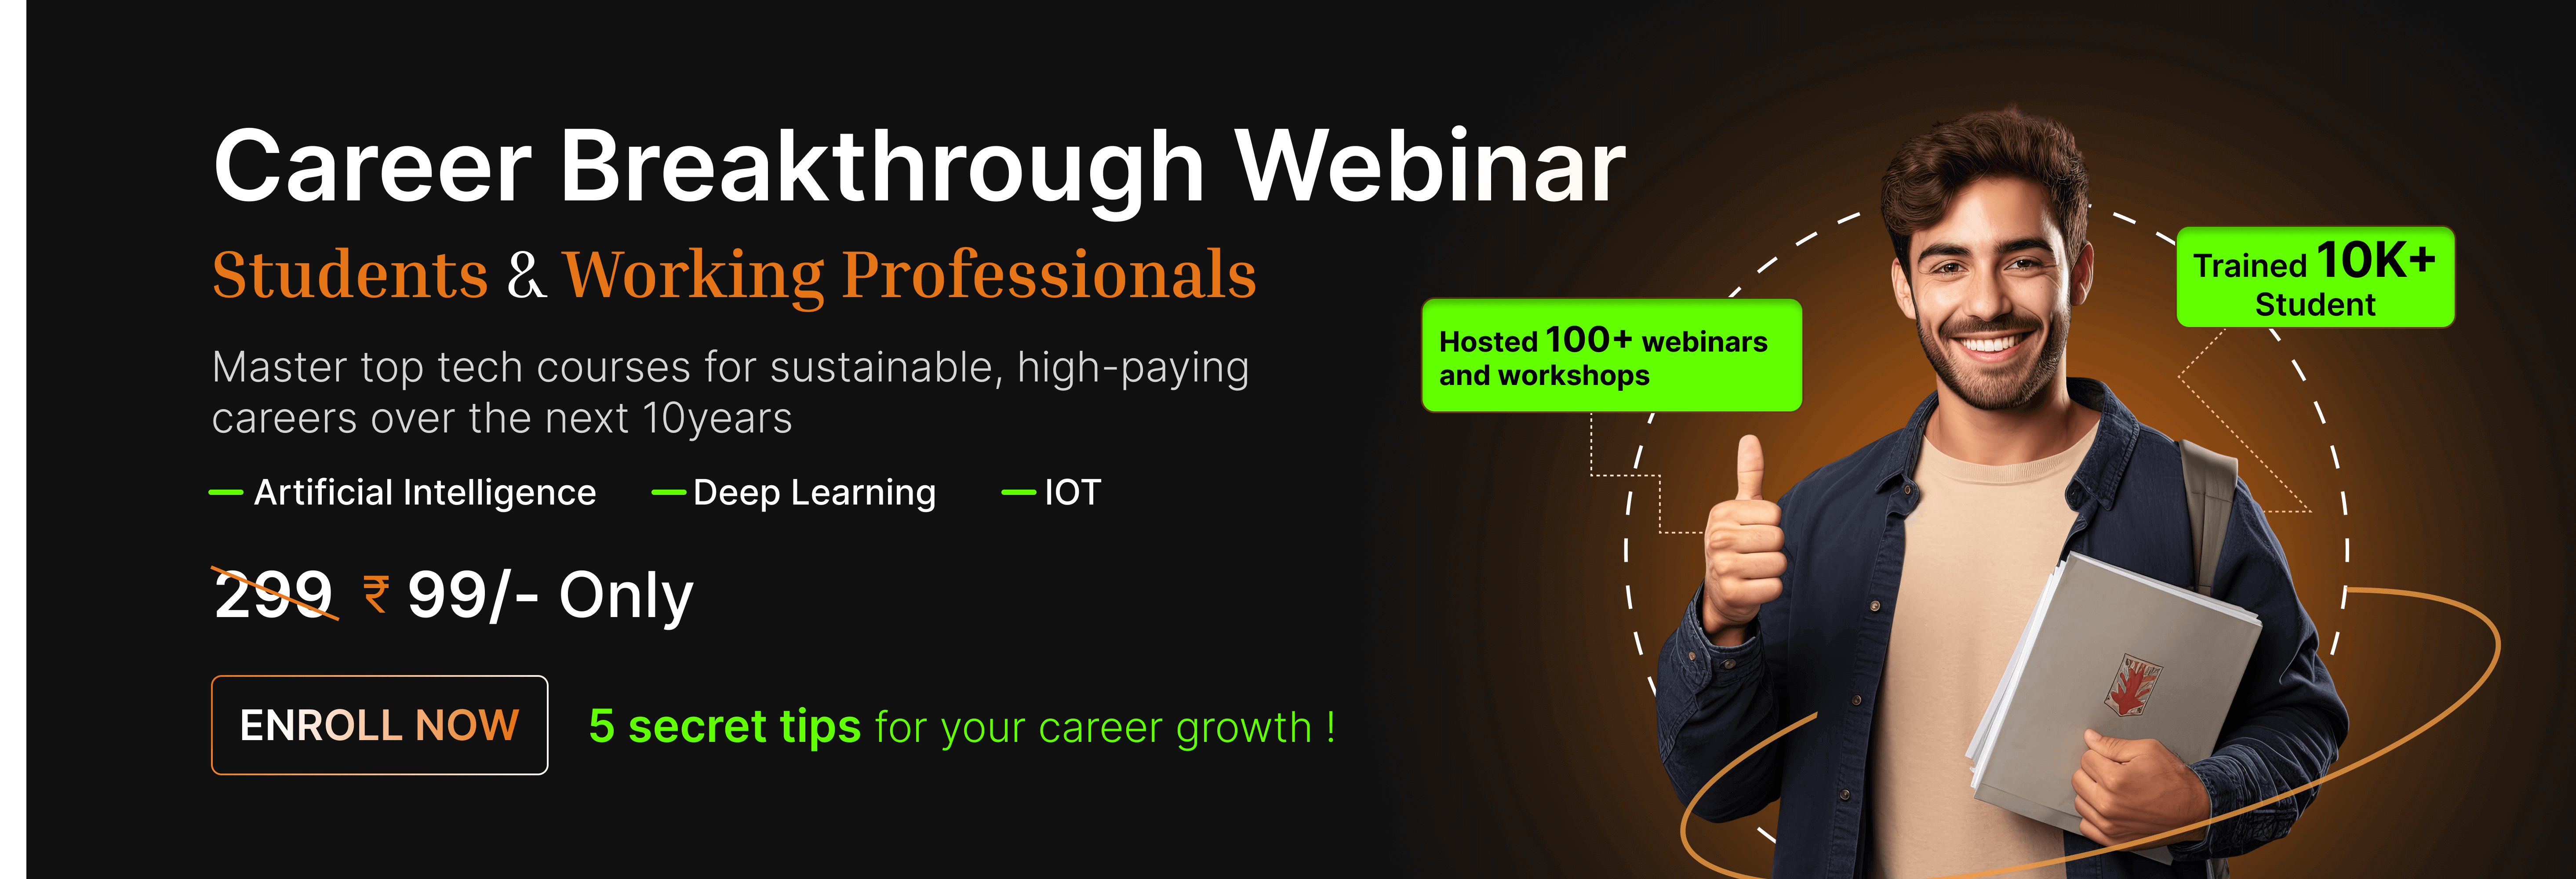 Career Breakthrough Webinar
Students & Working Professionals
Master top tech courses for sustainable, high-paying
careers over the next 10years
Artificial Intelligence
Deep Learning
IOT
299 ₹ 99/- Only
ENROLL NOW
5 secret tips for your career growth !
Hosted 100+ webinars
and workshops
Trained 10K+
Student